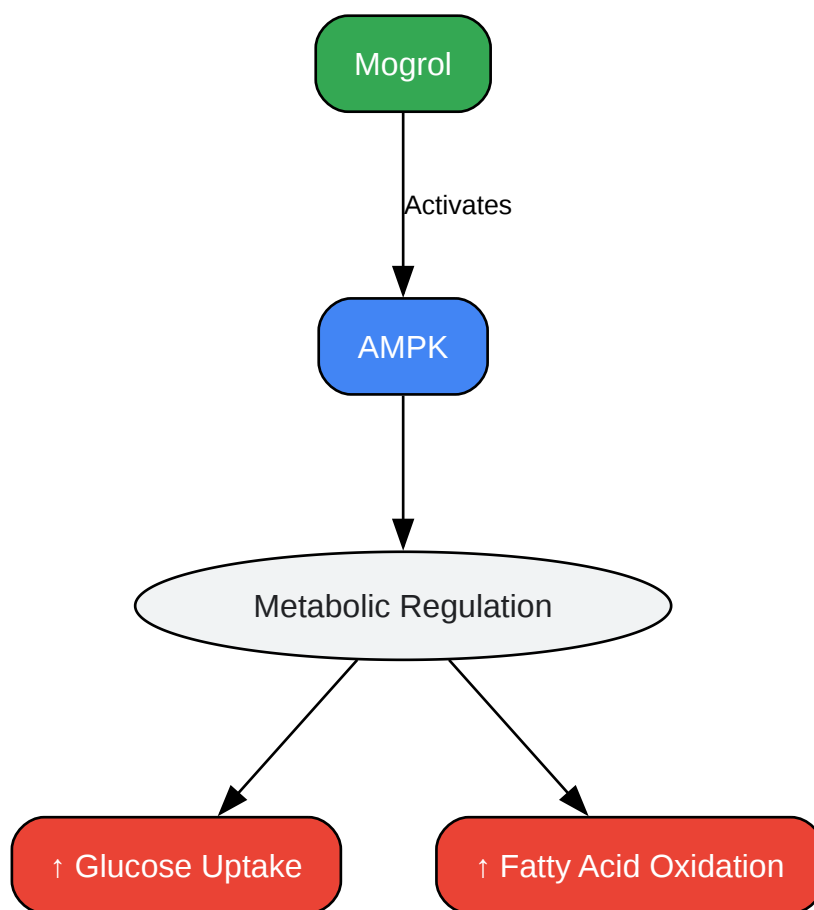 Mogrol
Activates
AMPK
Metabolic Regulation
↑ Glucose Uptake
↑ Fatty Acid Oxidation